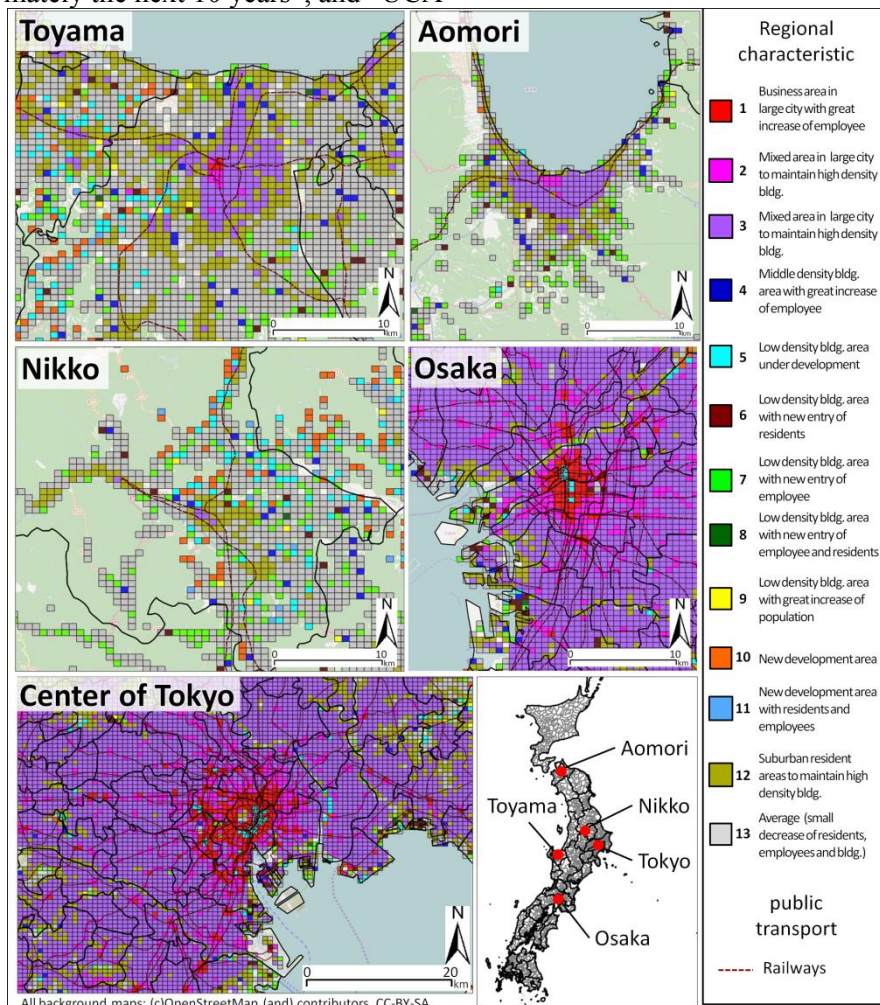 mately the next 10 years", and "CCA
Toyama
N
0 10
km
Aomori
N
0 10
km
Nikko
N
0 10
km
Osaka
N
0 10
km
Center of Tokyo
N
0 20
km
All background maps: (c)OpenStreetMap (and) contributors, CC-BY-SA
Aomori
Toyama
Nikko
Tokyo
Osaka
Regional
characteristic
1 Business area in
large city with great
increase of employee
2 Mixed area in large city
to maintain high density
bldg.
3 Mixed area in large city
to maintain high density
bldg.
4 Middle density bldg.
area with great increase
of employee
5 Low density bldg. area
under development
6 Low density bldg. area
with new entry of
residents
7 Low density bldg. area
with new entry of
employee
8 Low density bldg. area
with new entry of
employee and residents
9 Low density bldg. area
with great increase of
population
10 New development area
11 New development area
with residents and
employees
12 Suburban resident
areas to maintain high
density bldg.
13 Average (small
decrease of residents,
employees and bldg.)
public
transport
Railways